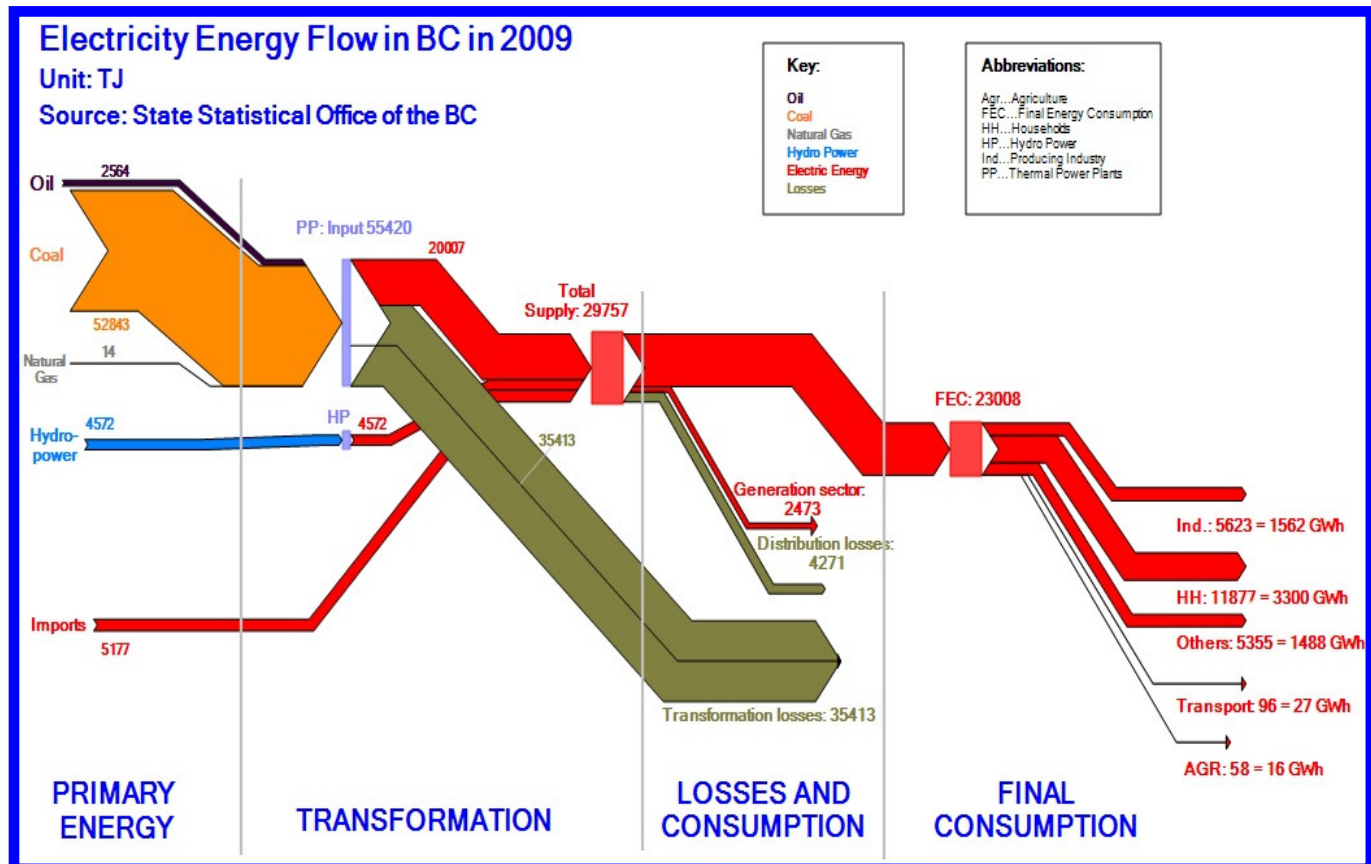 Electricity Energy Flow in BC in 2009
Unit: TJ
Source: State Statistical Office of the BC
Key:
Oil
Coal
Natural Gas
Hydro Power
Electric Energy
Losses
Abbreviations:
Agr...Agriculture
FEC...Final Energy Consumption
HH...Households
HP...Hydro Power
Ind...Producing Industry
PP...Thermal Power Plants
Oil
2564
Coal
52843
Natural
Gas
14
Hydro-
power
4572
Imports
5177
PP: Input 55420
20007
HP
4572
35413
Total
Supply: 29757
Generation sector:
2473
Distribution losses:
4271
Transformation losses: 35413
FEC: 23008
Ind.: 5623 = 1562 GWh
HH: 11877 = 3300 GWh
Others: 5355 = 1488 GWh
Transport: 96 = 27 GWh
AGR: 58 = 16 GWh
PRIMARY
ENERGY
TRANSFORMATION
LOSSES AND
CONSUMPTION
FINAL
CONSUMPTION